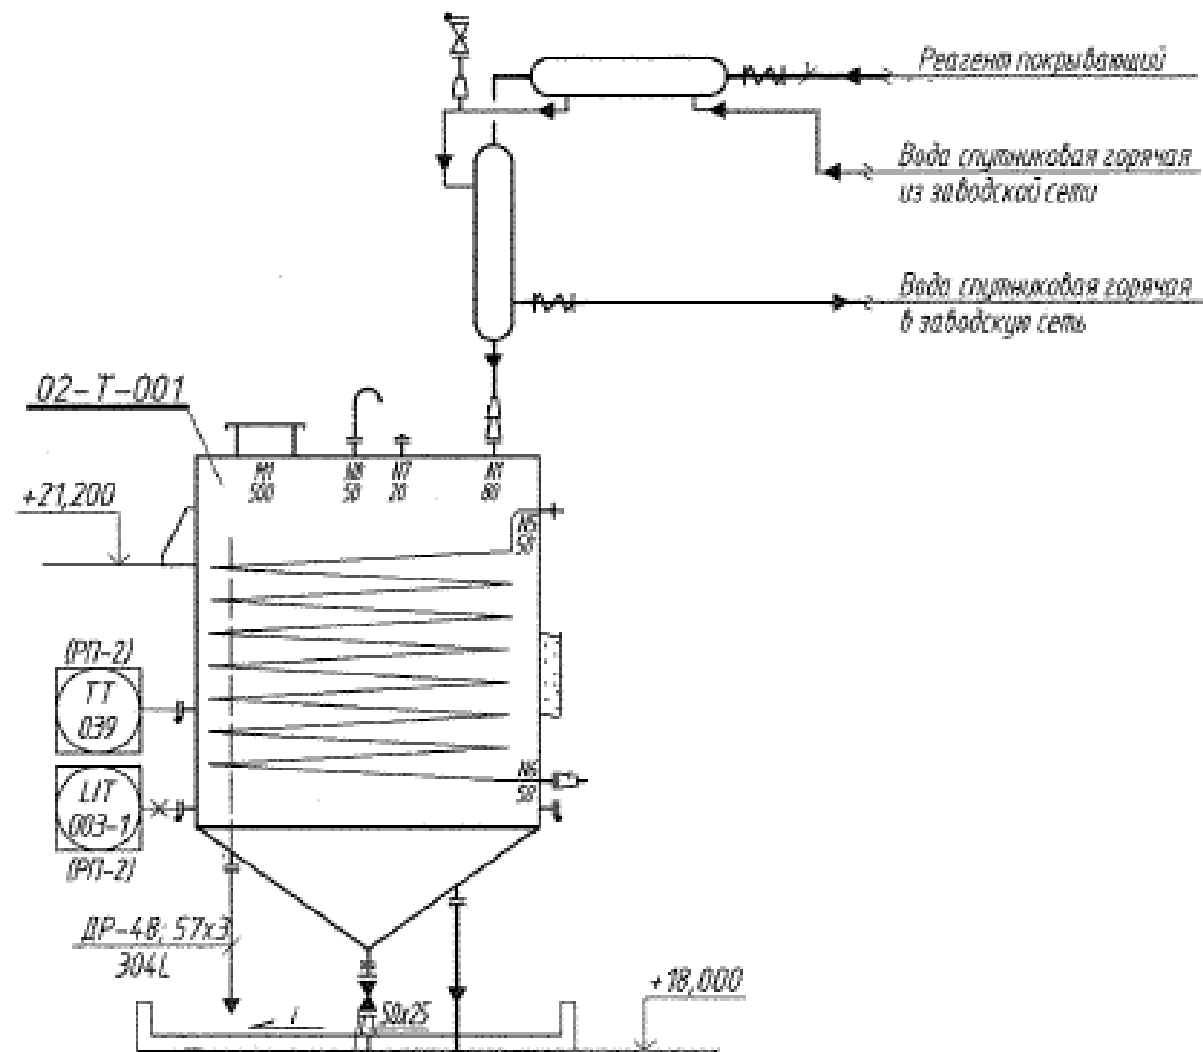 Реагент покрывающий
Вода спутниковая горячая
из заводской сети
Вода спутниковая горячая
в заводскую сеть
02-Т-001
М1
500
N8
50
N7
20
N1
80
+21,200
N5
50
(РП-2)
TT
039
N6
50
LIT
003-1
(РП-2)
ДР-48; 57х3
304L
+18,000
i
50х25